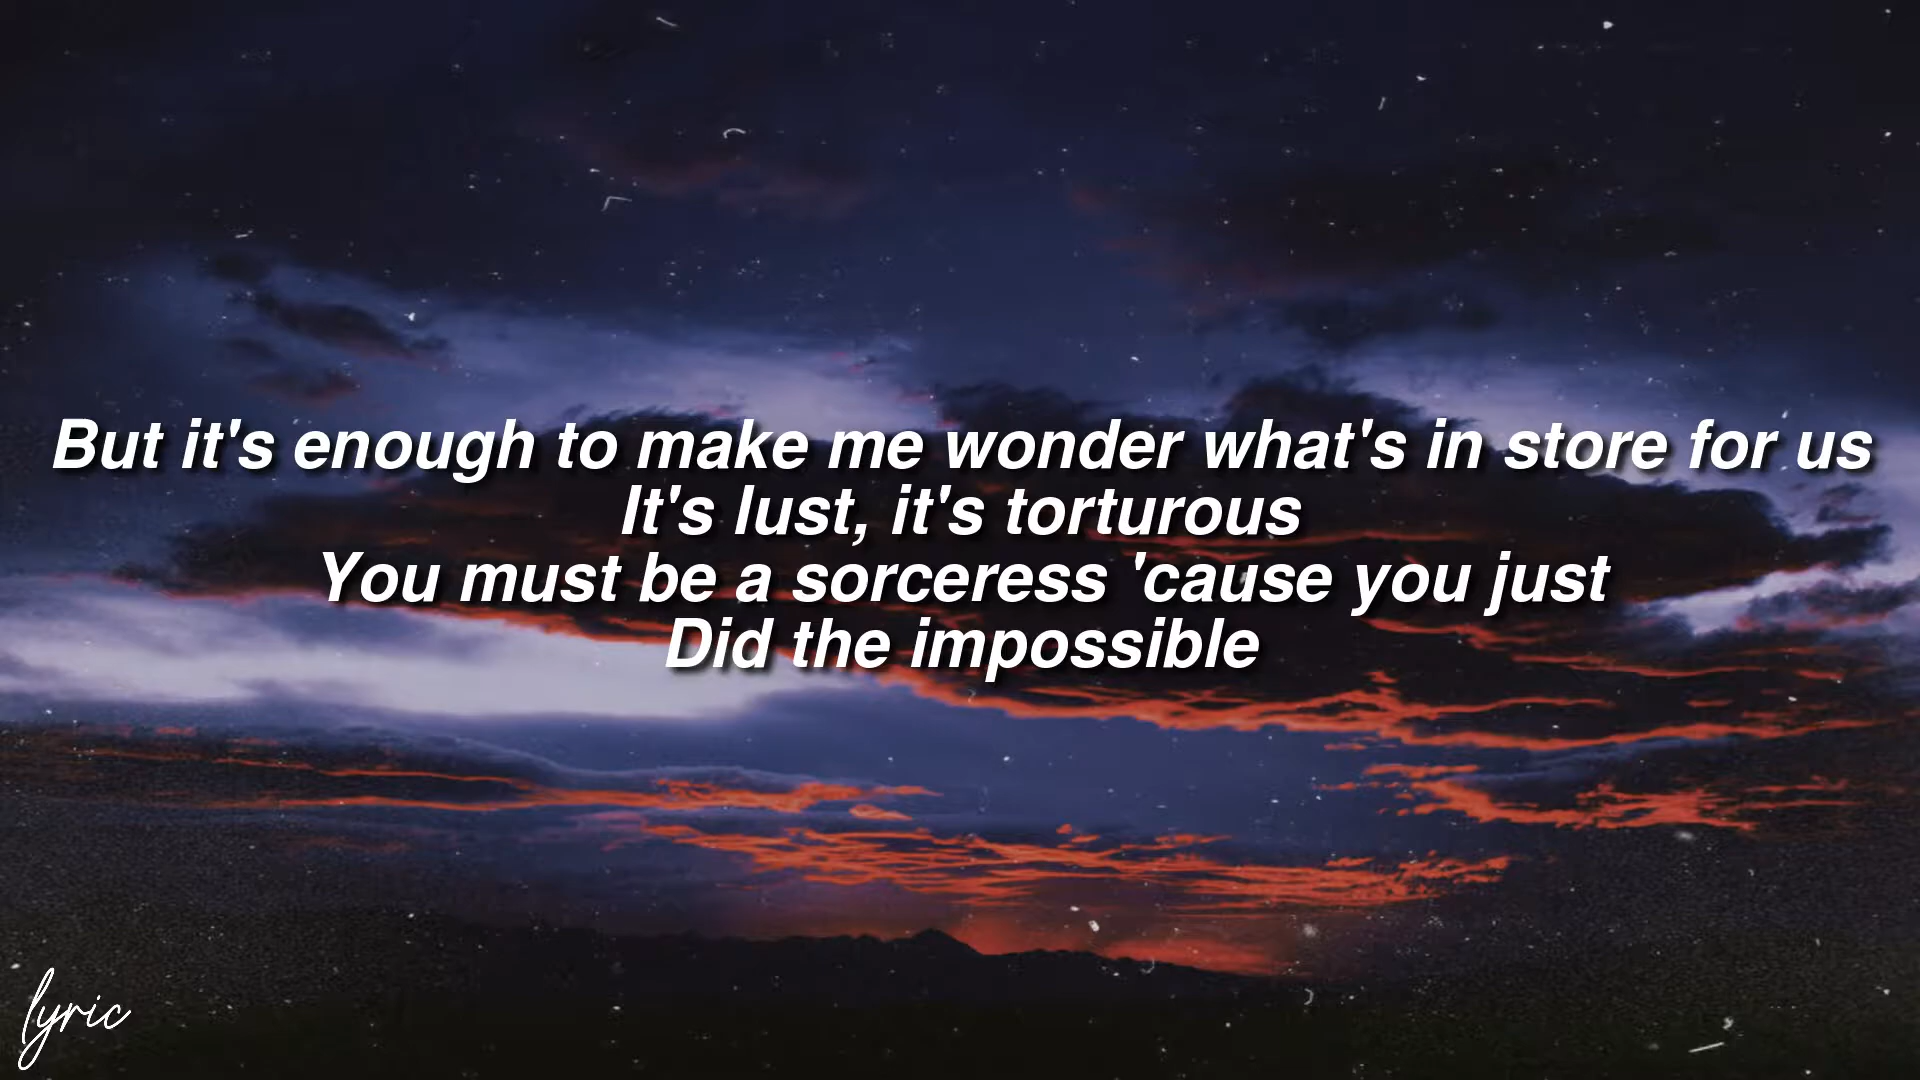 But it's enough to make me wonder what's in store for us
It's lust, it's torturous
You must be a sorceress 'cause you just
Did the impossible
lyric